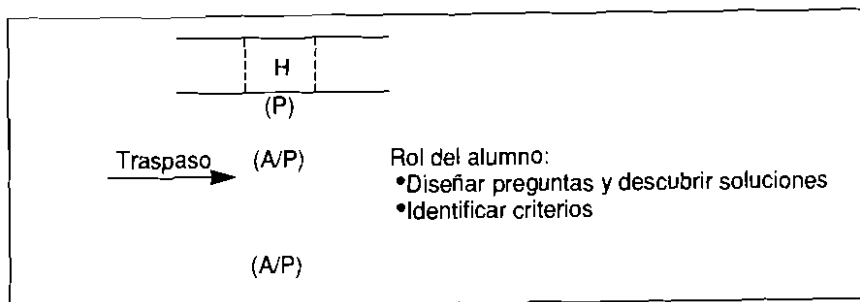 H
(P)
Traspaso (A/P) Rol del alumno:
•Diseñar preguntas y descubrir soluciones
•Identificar criterios
(A/P)